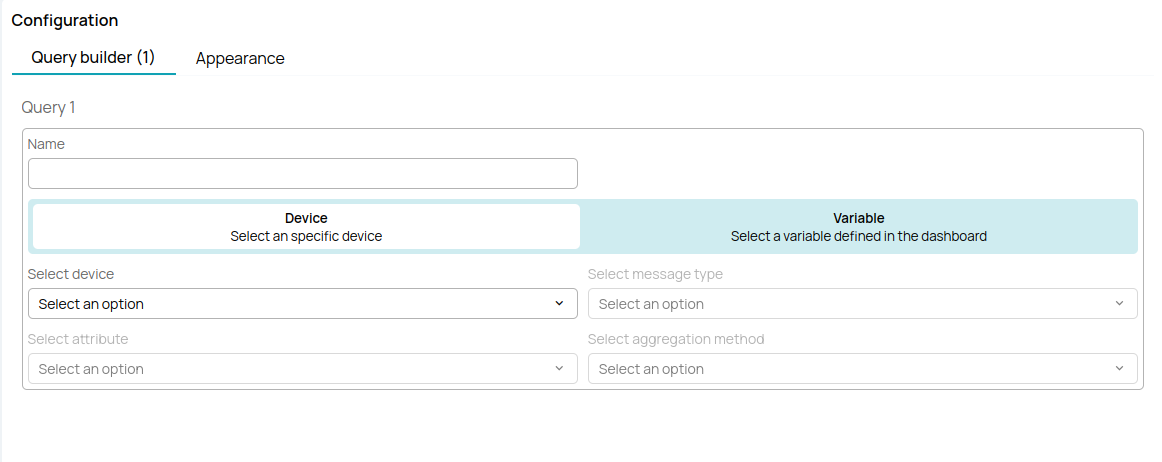 Configuration
Query builder (1) Appearance
Query 1
Name
Device Variable
Select an specific device Select a variable defined in the dashboard
Select device Select message type
Select an option Select an option
Select attribute Select aggregation method
Select an option Select an option